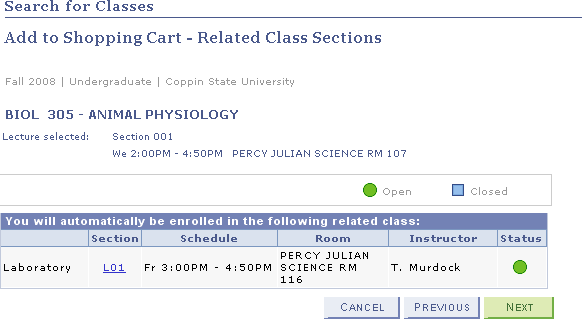 Search for Classes
Add to Shopping Cart - Related Class Sections
Fall 2008 | Undergraduate | Coppin State University
BIOL 305 - ANIMAL PHYSIOLOGY
Lecture selected: Section 001
We 2:00PM - 4:50PM PERCY JULIAN SCIENCE RM 107
Open Closed
You will automatically be enrolled in the following related class:
Section Schedule Room Instructor Status
Laboratory L01 Fr 3:00PM - 4:50PM PERCY JULIAN SCIENCE RM 116 T. Murdock
CANCEL PREVIOUS NEXT